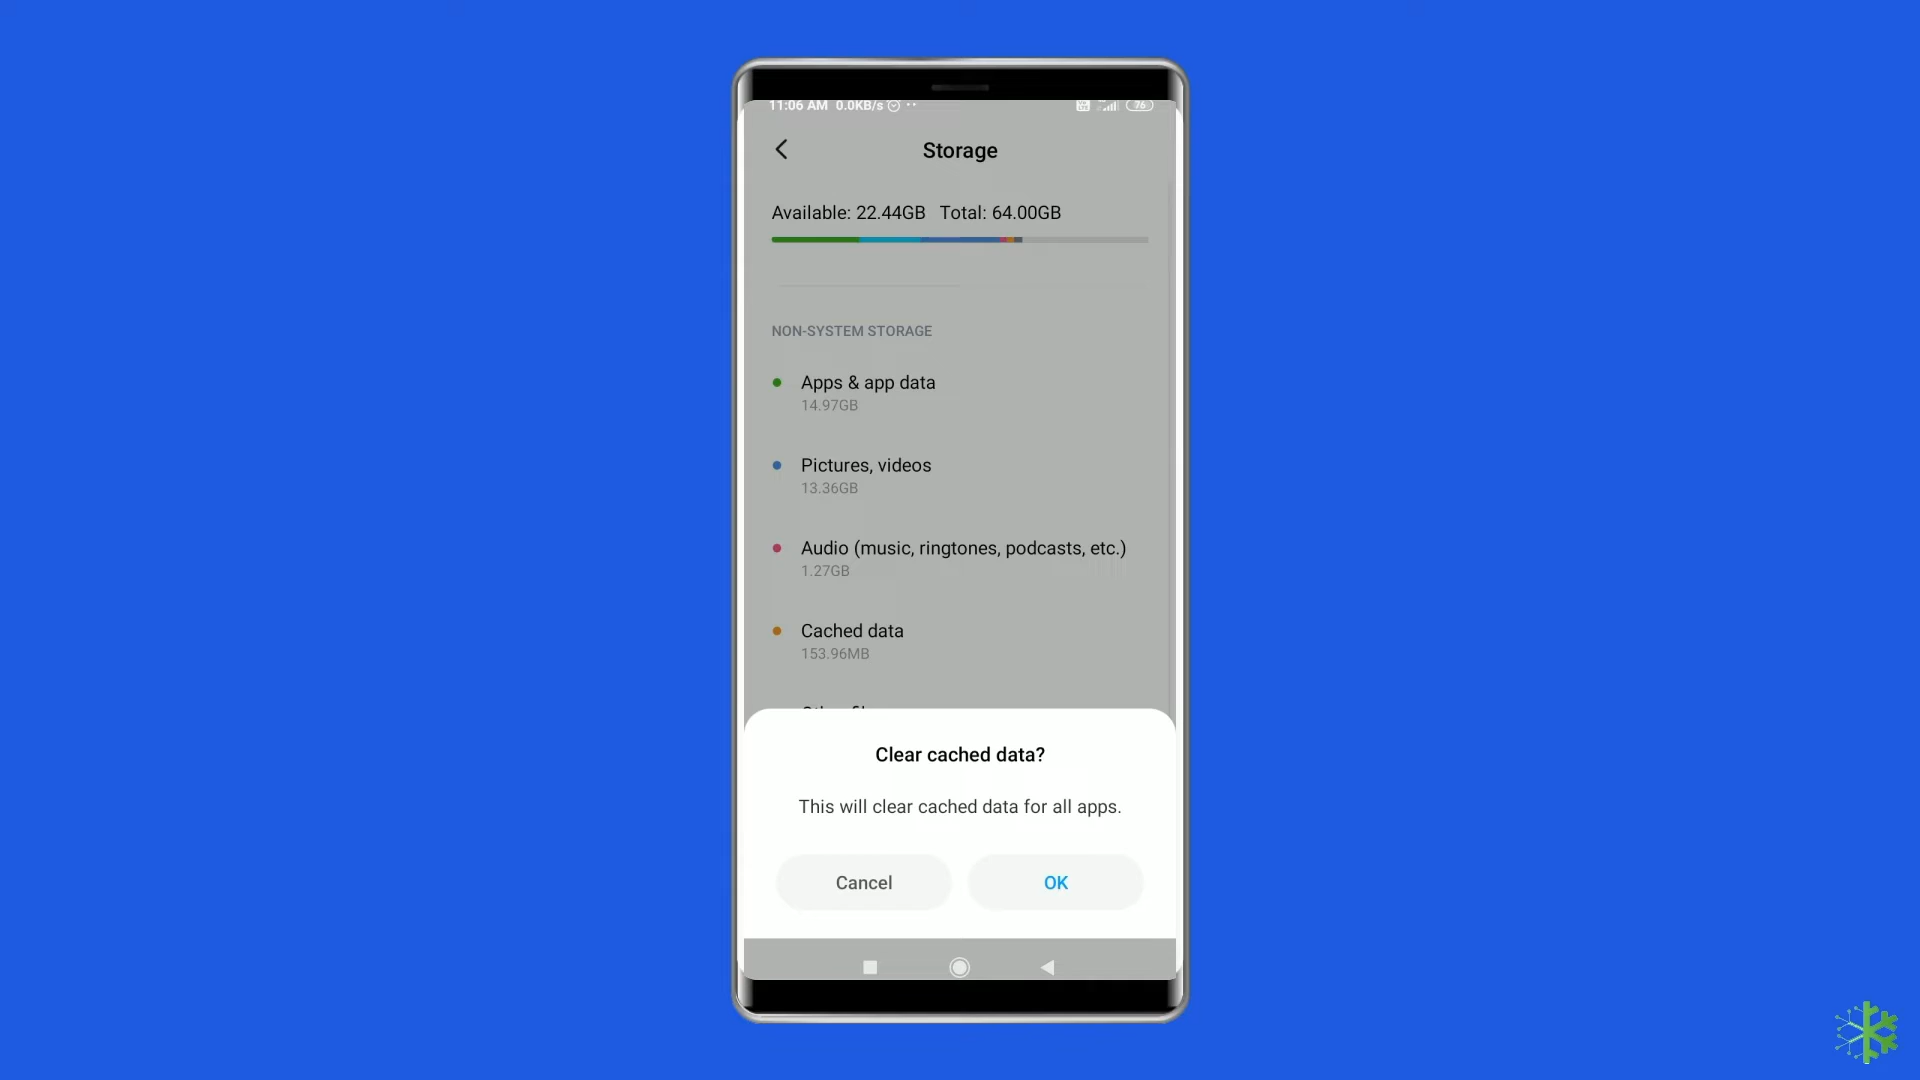 11:06 AM 0.0KB/s
76
Storage
Available: 22.44GB Total: 64.00GB
NON-SYSTEM STORAGE
Apps & app data
14.97GB
Pictures, videos
13.36GB
Audio (music, ringtones, podcasts, etc.)
1.27GB
Cached data
153.96MB
Clear cached data?
This will clear cached data for all apps.
Cancel
OK